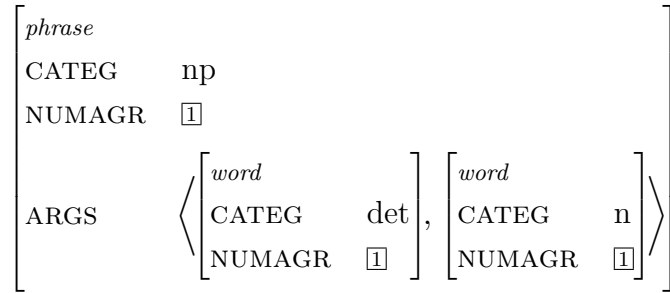 phrase
CATEG np
NUMAGR 1
ARGS ⟨[word CATEG det NUMAGR 1], [word CATEG n NUMAGR 1]⟩